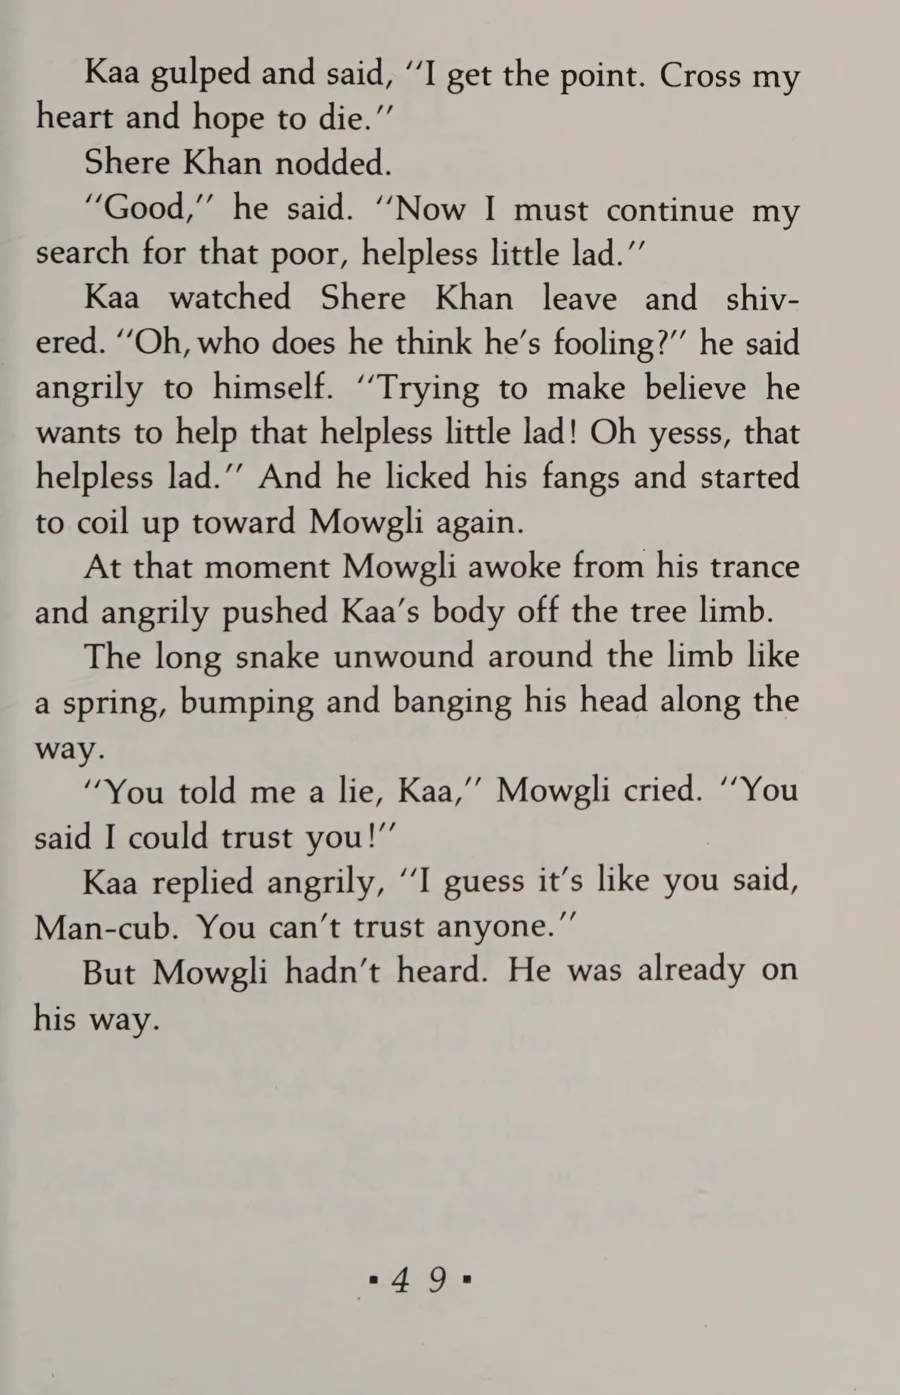 Kaa gulped and said, "I get the point. Cross my
heart and hope to die."
Shere Khan nodded.
"Good," he said. "Now I must continue my
search for that poor, helpless little lad."
Kaa watched Shere Khan leave and shiv-
ered. "Oh, who does he think he's fooling?" he said
angrily to himself. "Trying to make believe he
wants to help that helpless little lad! Oh yesss, that
helpless lad." And he licked his fangs and started
to coil up toward Mowgli again.
At that moment Mowgli awoke from his trance
and angrily pushed Kaa's body off the tree limb.
The long snake unwound around the limb like
a spring, bumping and banging his head along the
way.
"You told me a lie, Kaa," Mowgli cried. "You
said I could trust you!"
Kaa replied angrily, "I guess it's like you said,
Man-cub. You can't trust anyone."
But Mowgli hadn't heard. He was already on
his way.
▪ 4 9 ▪